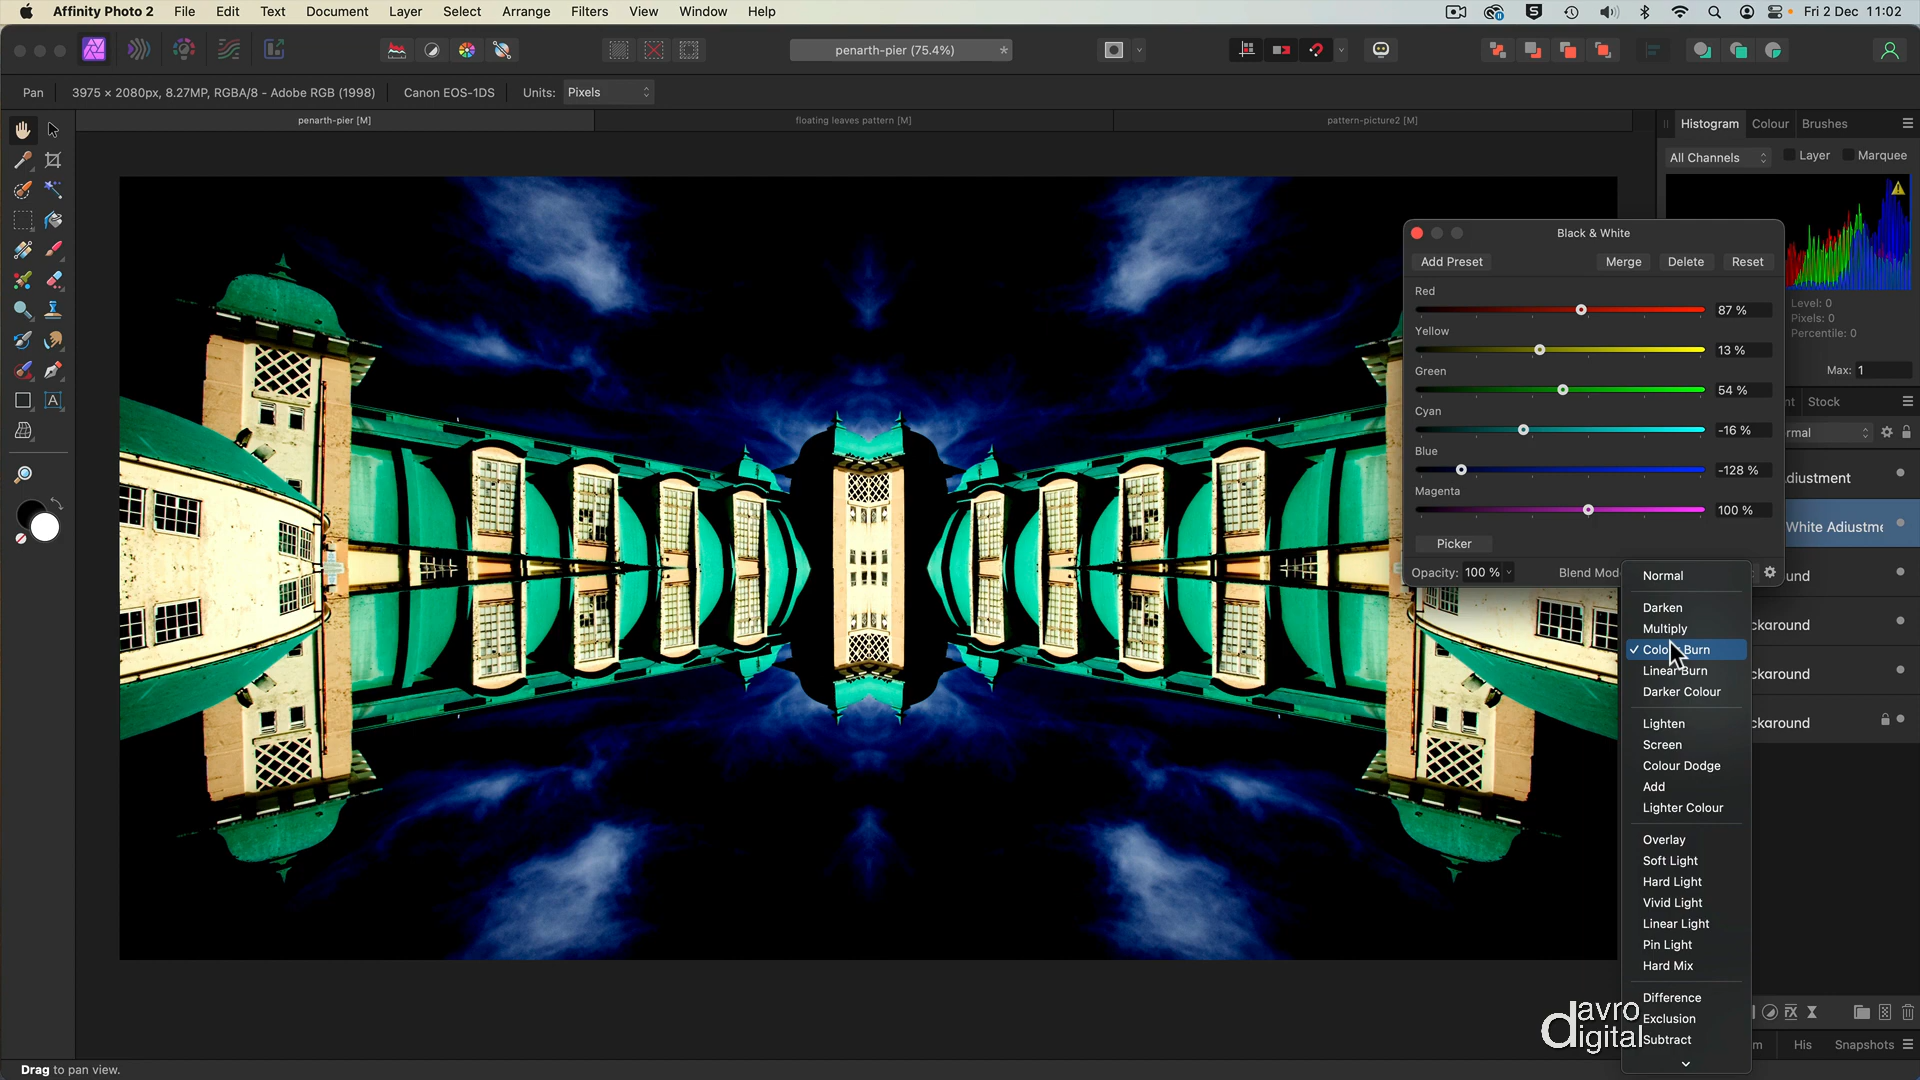 Affinity Photo 2 File Edit Text Document Layer Select Arrange Filters View Window Help Fri 2 Dec 11:02
penarth-pier (75.4%) *
Pan 3975 × 2080px, 8.27MP, RGBA/8 - Adobe RGB (1998) Canon EOS-1DS Units: Pixels
penarth-pier [M] floating leaves pattern [M] pattern-picture2 [M]
Histogram Colour Brushes
All Channels Layer Marquee
Black & White
Add Preset Merge Delete Reset
Red
87 %
Yellow
13 %
Green
54 %
Cyan
-16 %
Blue
-128 %
Magenta
100 %
Picker
Opacity: 100 % Blend Mod
Level: 0
Pixels: 0
Percentile: 0
Max: 1
nt Stock
rmal
djustment
White Adjustme
und
ckground
ckground
ckground
Normal
Darken
Multiply
Colour Burn
Linear Burn
Darker Colour
Lighten
Screen
Colour Dodge
Add
Lighter Colour
Overlay
Soft Light
Hard Light
Vivid Light
Linear Light
Pin Light
Hard Mix
Difference
Exclusion
Subtract
davro
digital
m His Snapshots
Drag to pan view.